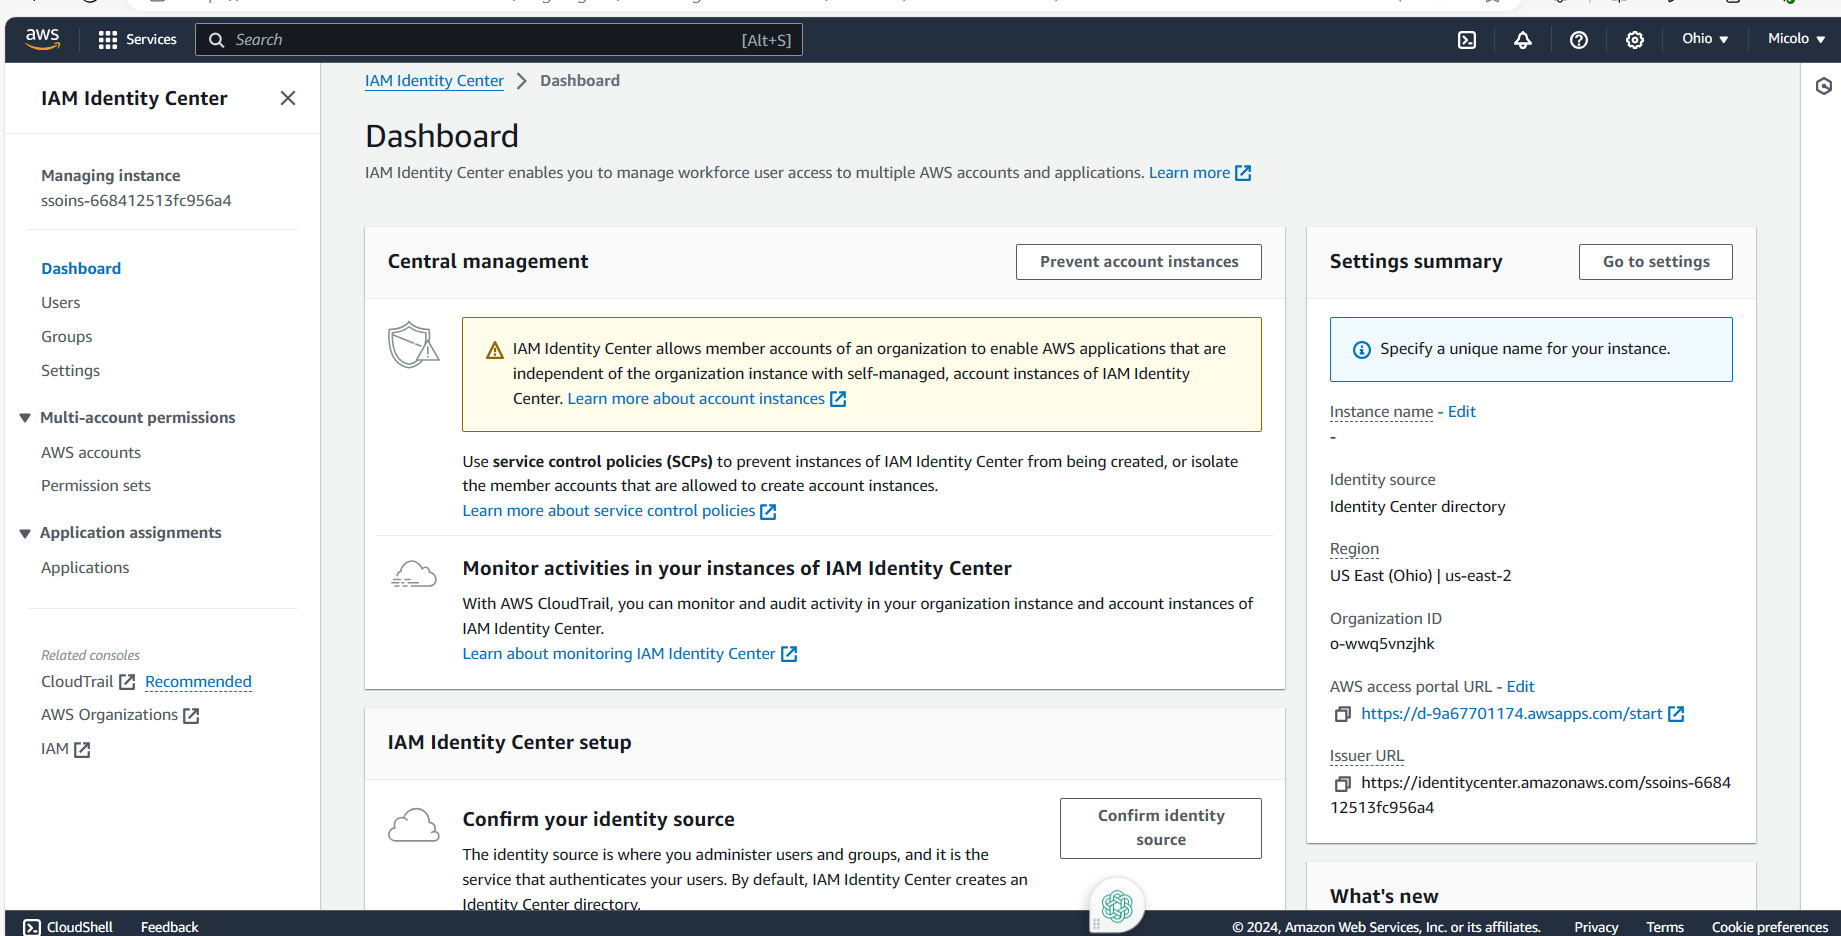 aws
Services
Search
[Alt+S]
Ohio ▼
Micolo ▼
IAM Identity Center
Managing instance
ssoins-668412513fc956a4
Dashboard
Users
Groups
Settings
Multi-account permissions
AWS accounts
Permission sets
Application assignments
Applications
Related consoles
CloudTrail Recommended
AWS Organizations
IAM
IAM Identity Center > Dashboard
Dashboard
IAM Identity Center enables you to manage workforce user access to multiple AWS accounts and applications. Learn more
Central management
Prevent account instances
IAM Identity Center allows member accounts of an organization to enable AWS applications that are
independent of the organization instance with self-managed, account instances of IAM Identity
Center. Learn more about account instances
Use service control policies (SCPs) to prevent instances of IAM Identity Center from being created, or isolate
the member accounts that are allowed to create account instances.
Learn more about service control policies
Monitor activities in your instances of IAM Identity Center
With AWS CloudTrail, you can monitor and audit activity in your organization instance and account instances of
IAM Identity Center.
Learn about monitoring IAM Identity Center
IAM Identity Center setup
Confirm your identity source
Confirm identity
source
The identity source is where you administer users and groups, and it is the
service that authenticates your users. By default, IAM Identity Center creates an
Identity Center directory.
Settings summary
Go to settings
Specify a unique name for your instance.
Instance name - Edit
-
Identity source
Identity Center directory
Region
US East (Ohio) | us-east-2
Organization ID
o-wwq5vnzjhk
AWS access portal URL - Edit
https://d-9a67701174.awsapps.com/start
Issuer URL
https://identitycenter.amazonaws.com/ssoins-6684
12513fc956a4
What's new
CloudShell
Feedback
© 2024, Amazon Web Services, Inc. or its affiliates.
Privacy
Terms
Cookie preferences